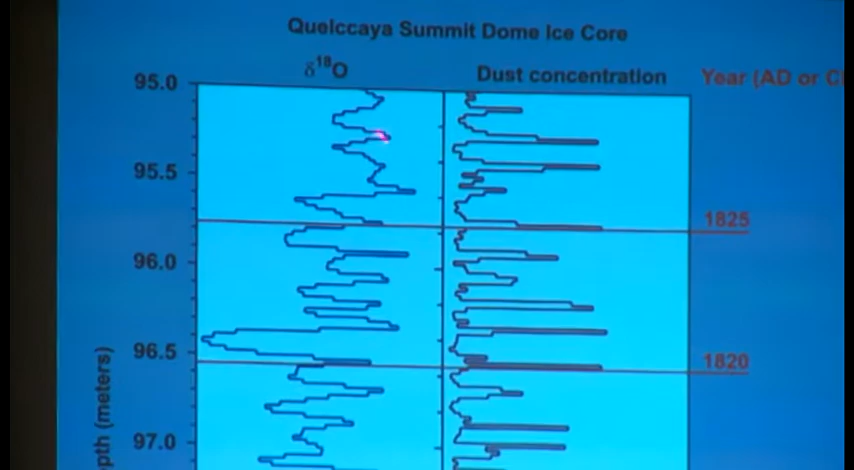 Quelccaya Summit Dome Ice Core
δ18O
Dust concentration
Year (AD or C
95.0
95.5
1825
96.0
96.5
1820
97.0
pth (meters)